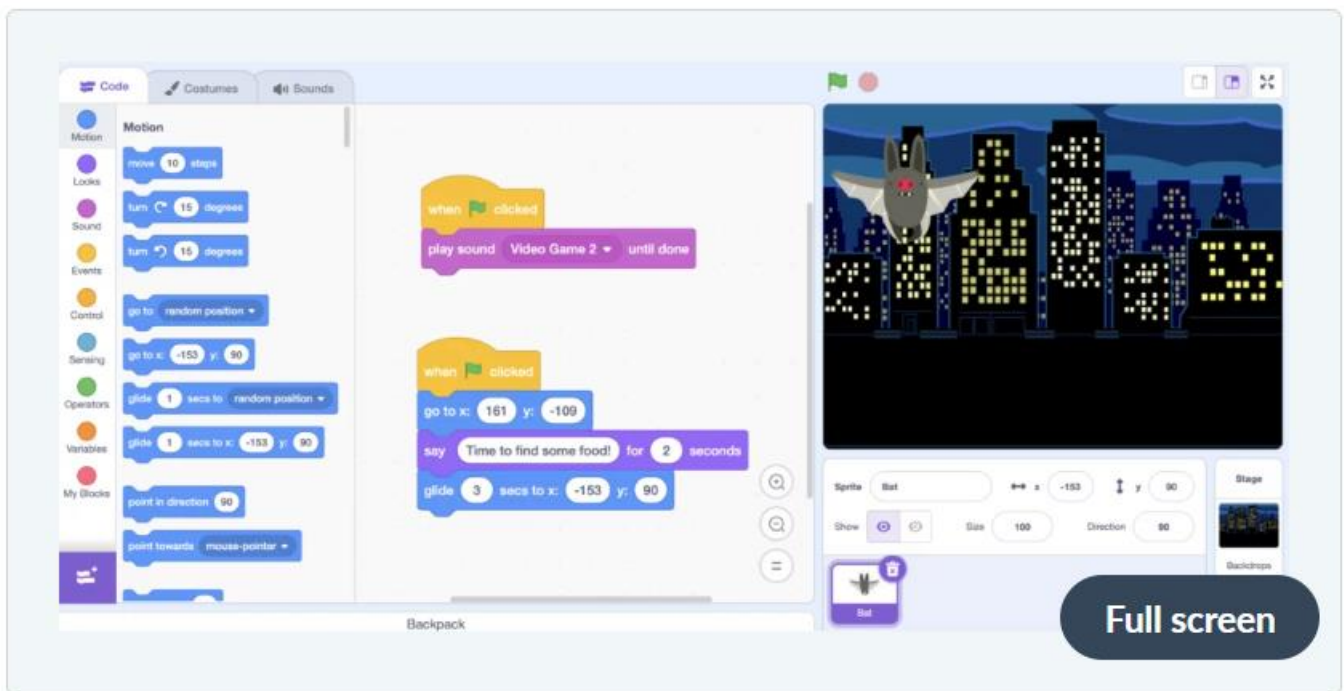 Code
Costumes
Sounds
Motion
Looks
Sound
Events
Control
Sensing
Operators
Variables
My Blocks
Motion
move 10 steps
turn 15 degrees
turn 15 degrees
go to random position
go to x: -153 y: 90
glide 1 secs to random position
glide 1 secs to x: -153 y: 90
point in direction 90
point towards mouse-pointer
when clicked
play sound Video Game 2 until done
when clicked
go to x: 161 y: -109
say Time to find some food! for 2 seconds
glide 3 secs to x: -153 y: 90
Backpack
Sprite Bat x -153 y 90
Show Size 100 Direction 90
Bat
Stage
Backdrops
Full screen